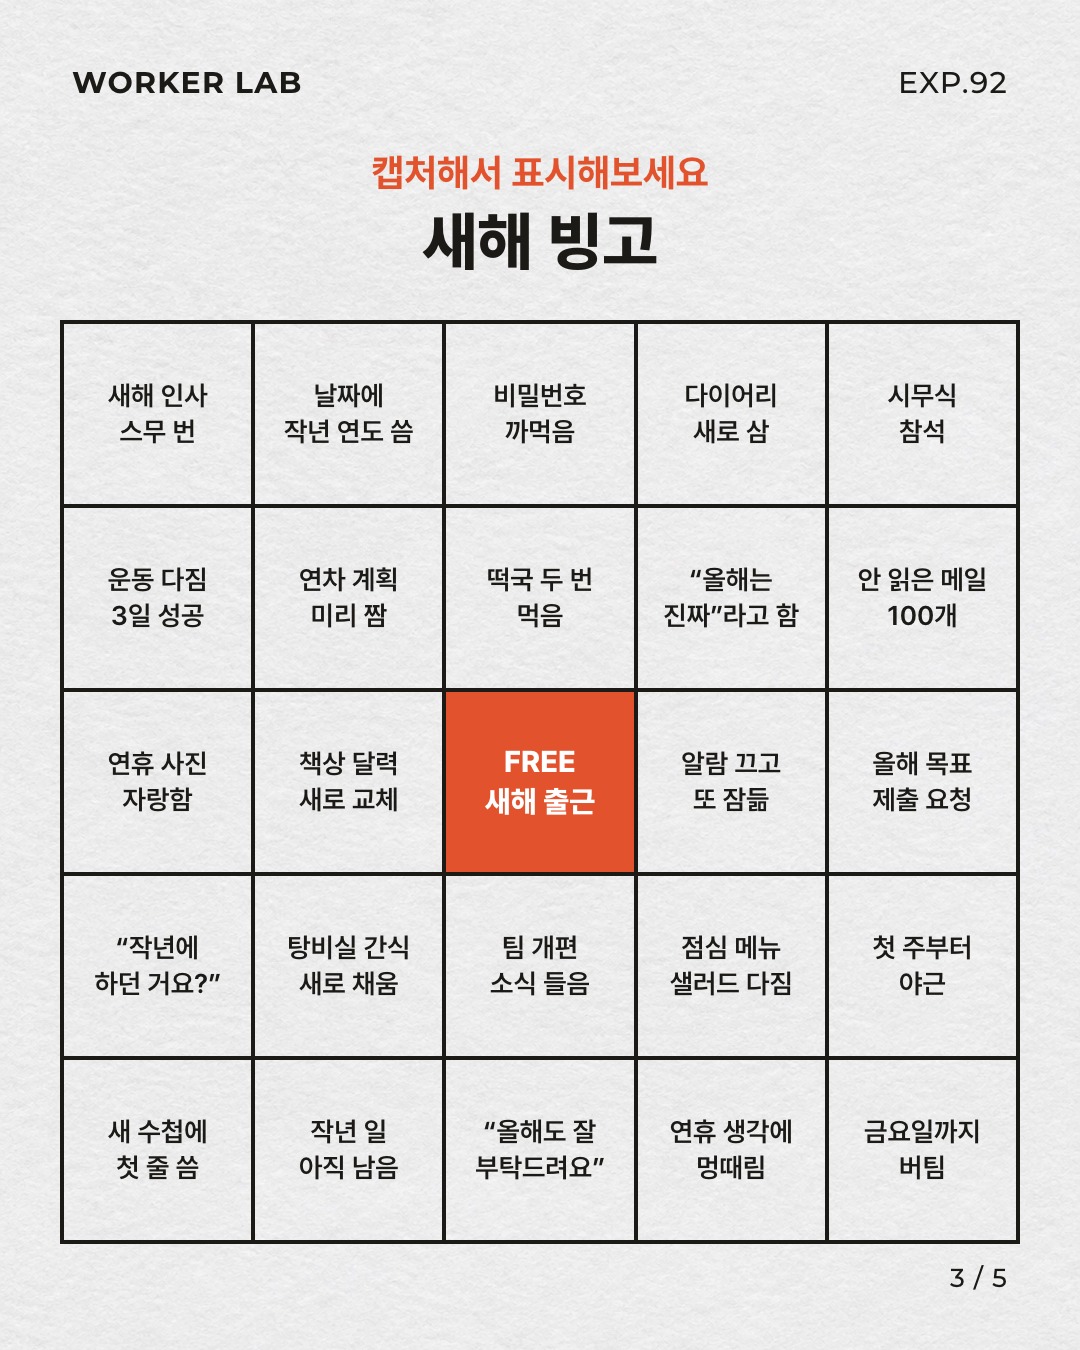 WORKER LAB
EXP.92
캡처해서 표시해보세요
새해 빙고
새해 인사
스무 번
날짜에
작년 연도 씀
비밀번호
까먹음
다이어리
새로 삼
시무식
참석
운동 다짐
3일 성공
연차 계획
미리 짬
떡국 두 번
먹음
“올해는
진짜”라고 함
안 읽은 메일
100개
연휴 사진
자랑함
책상 달력
새로 교체
FREE
새해 출근
알람 끄고
또 잠듦
올해 목표
제출 요청
“작년에
하던 거요?”
탕비실 간식
새로 채움
팀 개편
소식 들음
점심 메뉴
샐러드 다짐
첫 주부터
야근
새 수첩에
첫 줄 씀
작년 일
아직 남음
“올해도 잘
부탁드려요”
연휴 생각에
멍때림
금요일까지
버팀
3 / 5